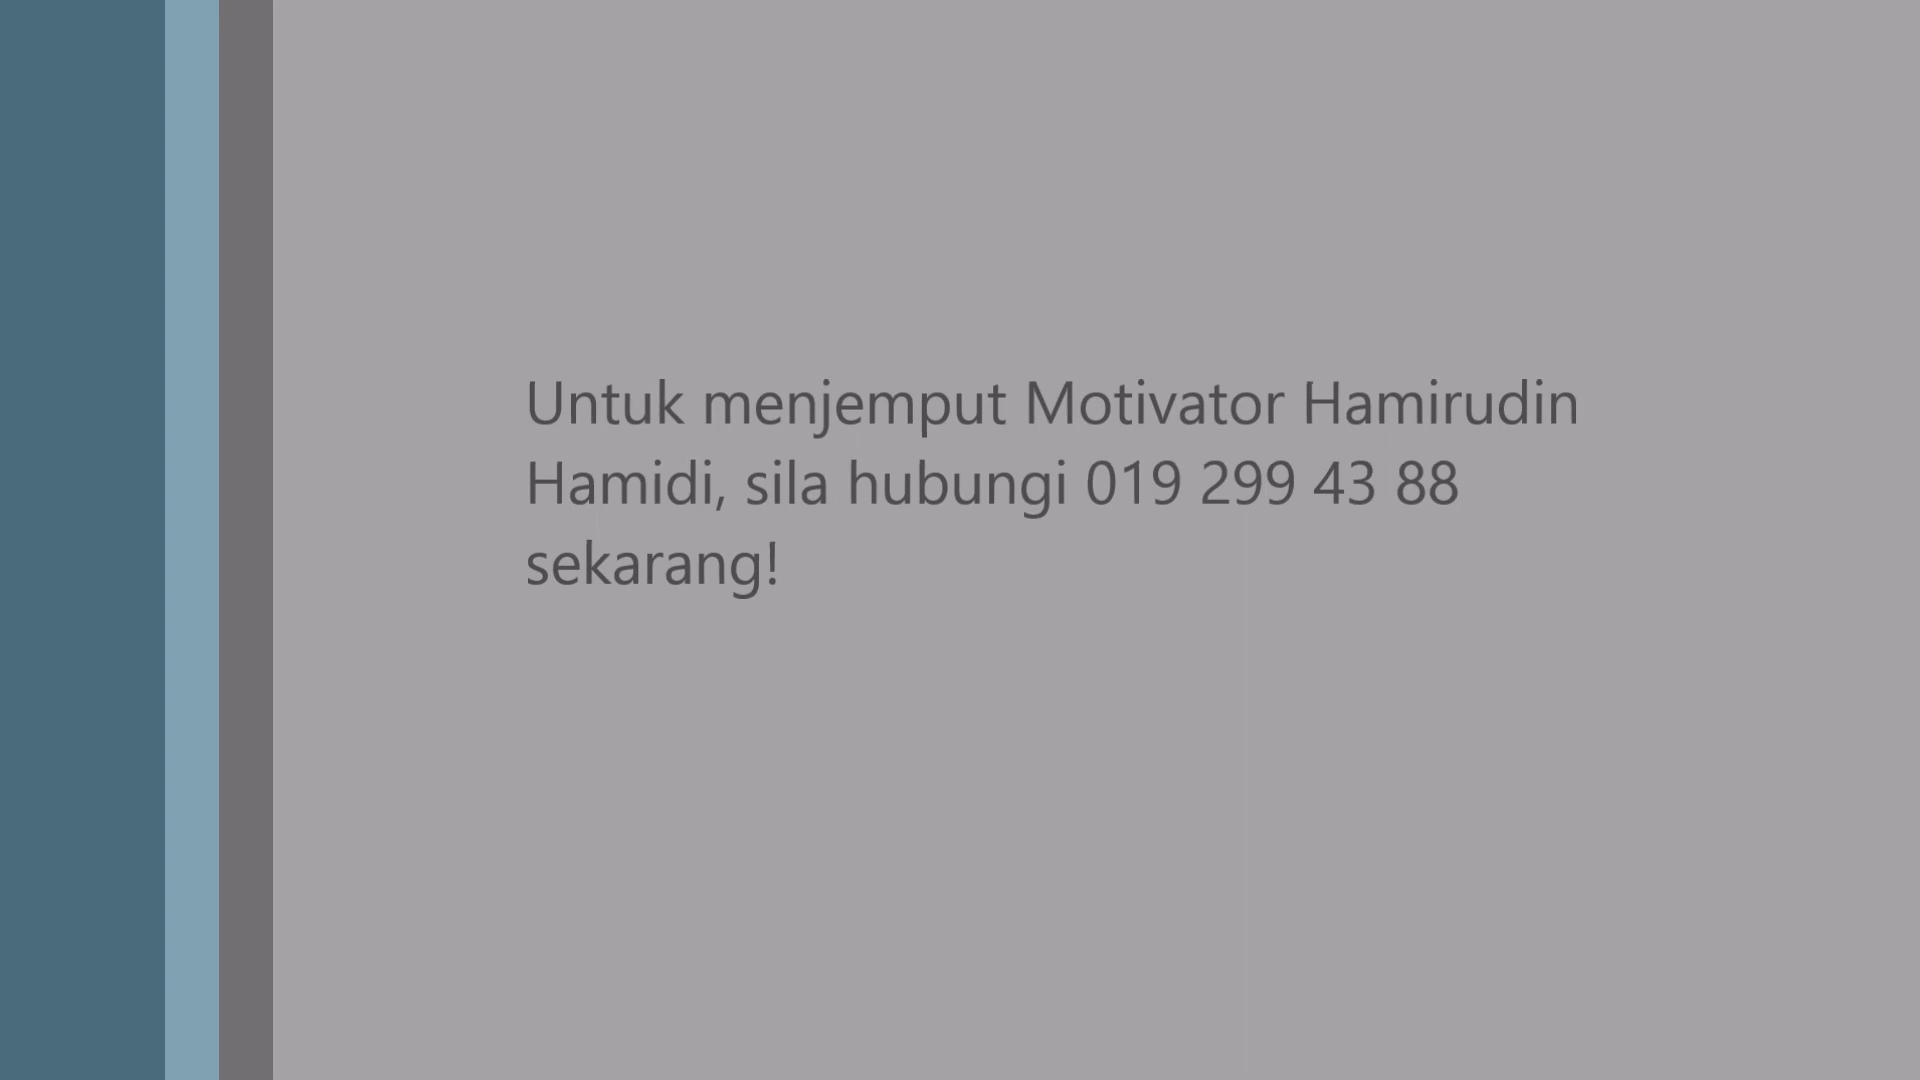 Untuk menjemput Motivator Hamirudin
Hamidi, sila hubungi 019 299 43 88
sekarang!